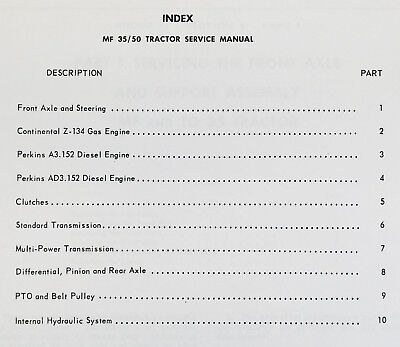 INDEX
MF 35/50 TRACTOR SERVICE MANUAL
DESCRIPTION PART
Front Axle and Steering 1
Continental Z-134 Gas Engine 2
Perkins A3.152 Diesel Engine 3
Perkins AD3.152 Diesel Engine 4
Clutches 5
Standard Transmission 6
Multi-Power Transmission 7
Differential, Pinion and Rear Axle 8
PTO and Belt Pulley 9
Internal Hydraulic System 10